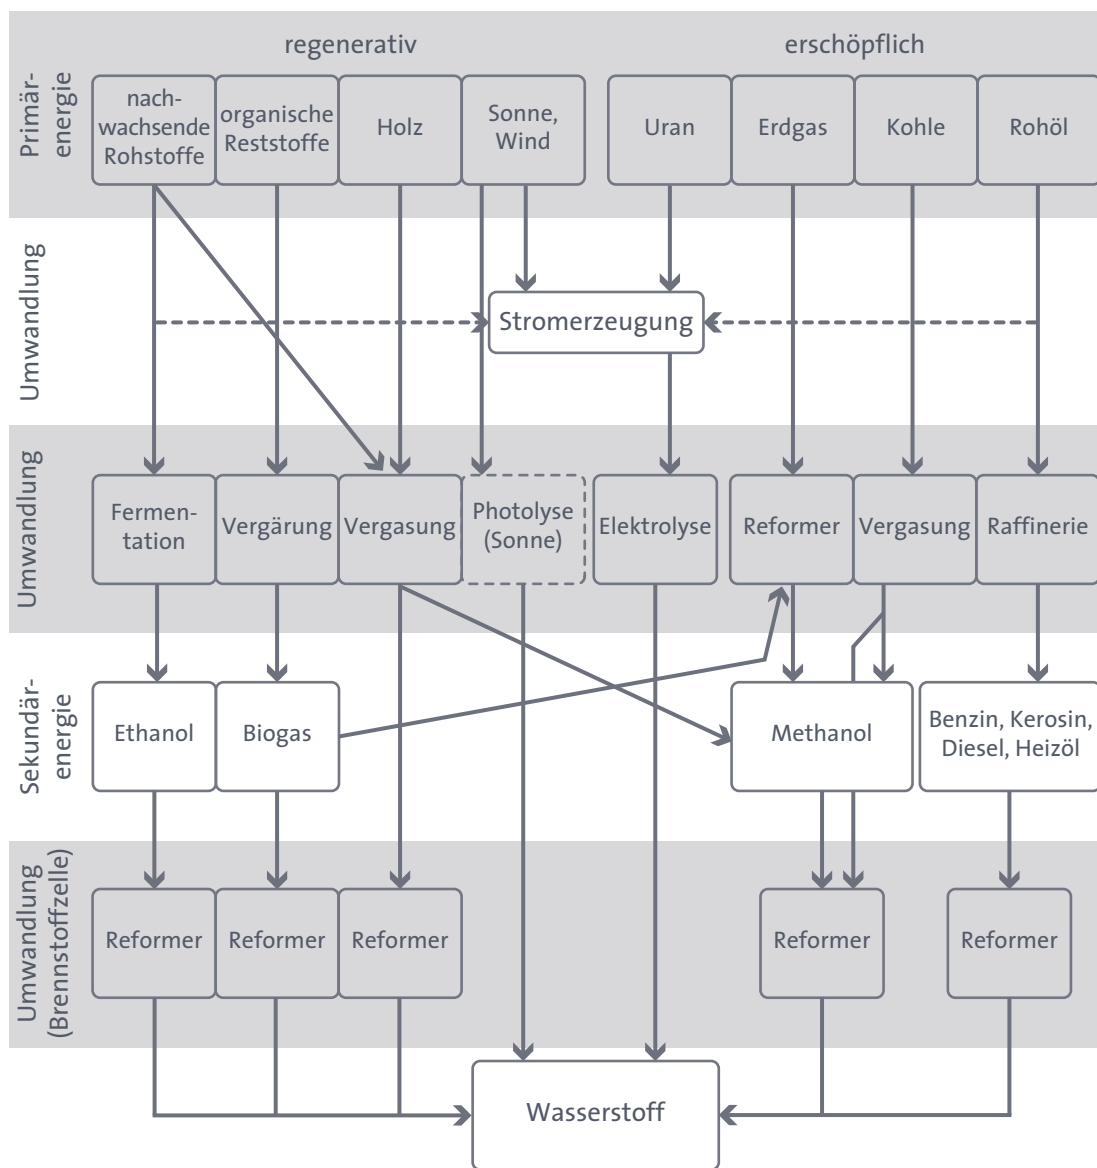 regenerativ
erschöpflich
Primär-
energie
nach-
wachsende
Rohstoffe
organische
Reststoffe
Holz
Sonne,
Wind
Uran
Erdgas
Kohle
Rohöl
Umwandlung
Stromerzeugung
Umwandlung
Fermen-
tation
Vergärung
Vergasung
Photolyse
(Sonne)
Elektrolyse
Reformer
Vergasung
Raffinerie
Sekundär-
energie
Ethanol
Biogas
Methanol
Benzin, Kerosin,
Diesel, Heizöl
Umwandlung
(Brennstoffzelle)
Reformer
Reformer
Reformer
Reformer
Reformer
Wasserstoff